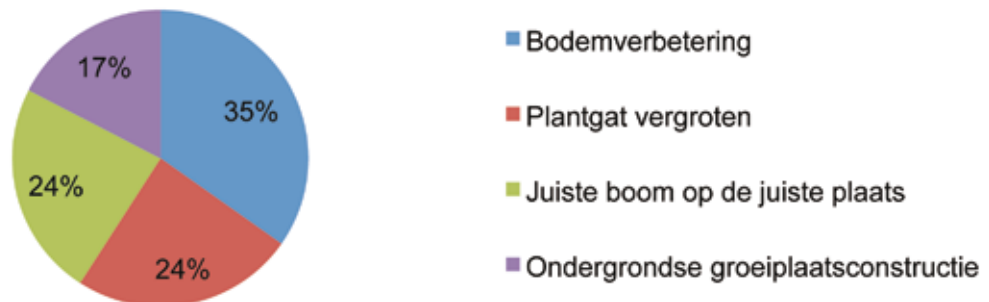 17%
35%
24%
24%
Bodemverbetering
Plantgat vergroten
Juiste boom op de juiste plaats
Ondergrondse groeiplaatsconstructie